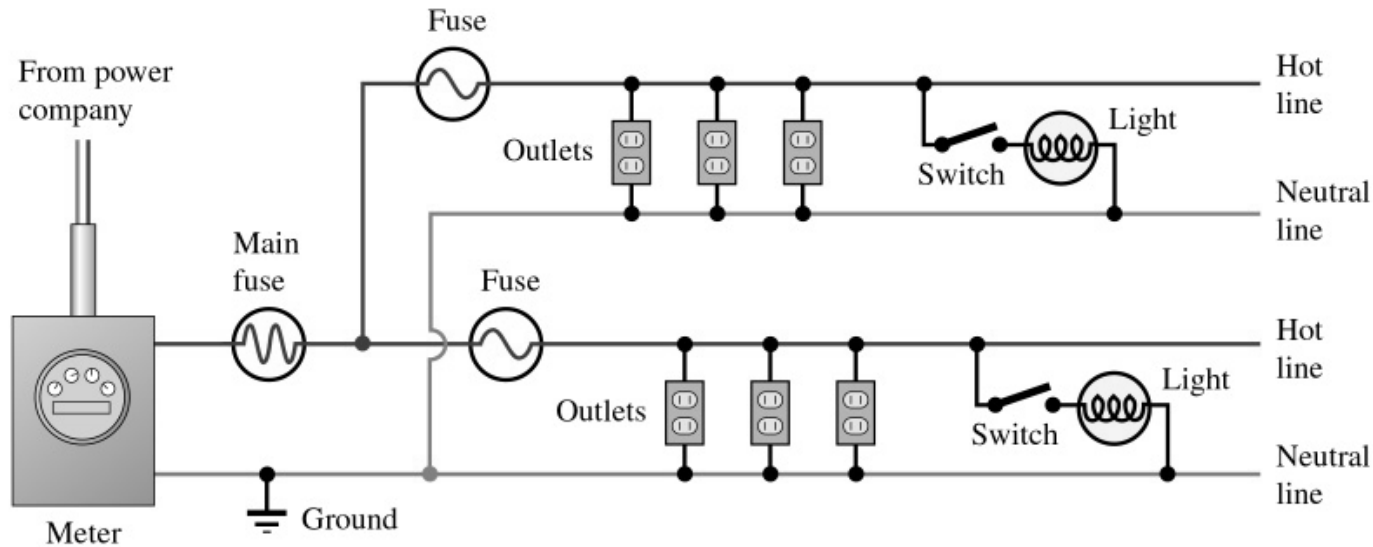 Fuse
From power
company
Hot
line
Light
Outlets
Switch
Neutral
line
Main
fuse
Fuse
Hot
line
Light
Outlets
Switch
Neutral
line
Ground
Meter